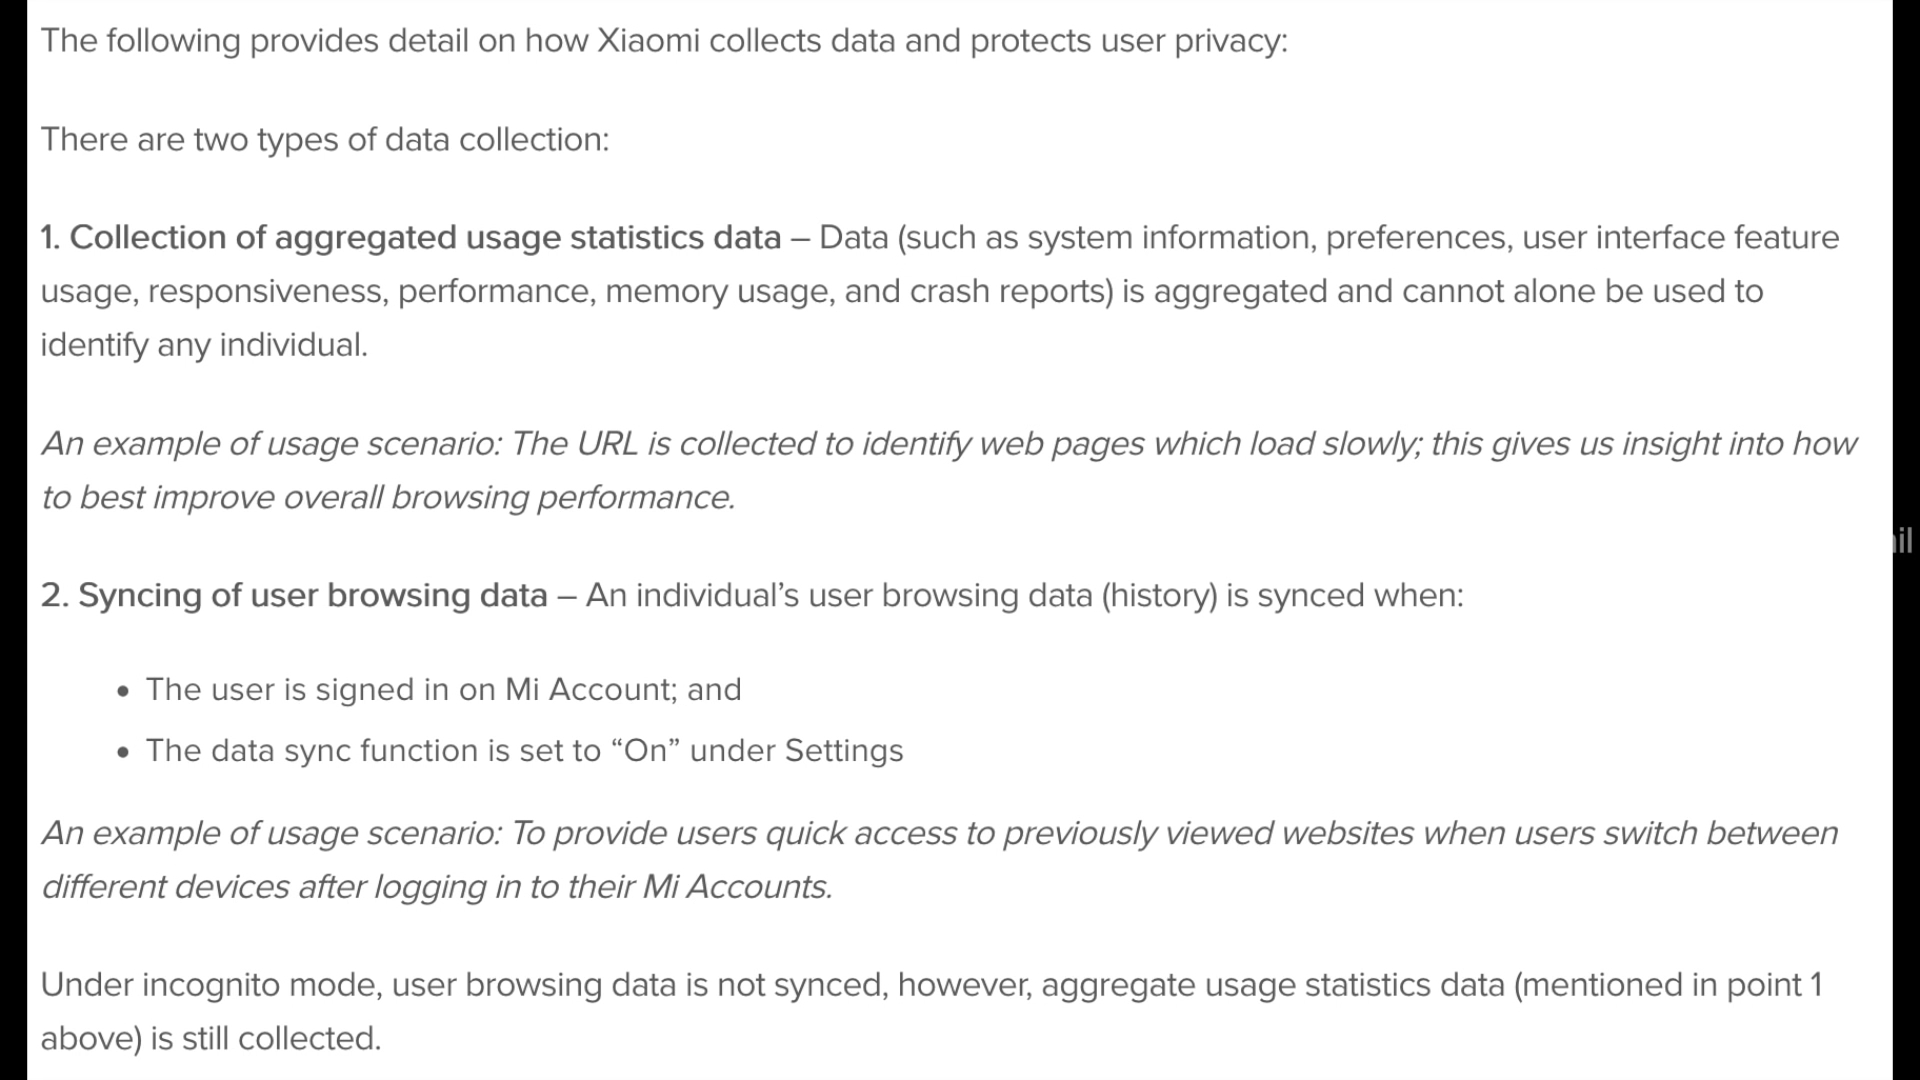 The following provides detail on how Xiaomi collects data and protects user privacy:
There are two types of data collection:
1. Collection of aggregated usage statistics data – Data (such as system information, preferences, user interface feature
usage, responsiveness, performance, memory usage, and crash reports) is aggregated and cannot alone be used to
identify any individual.
An example of usage scenario: The URL is collected to identify web pages which load slowly; this gives us insight into how
to best improve overall browsing performance.
2. Syncing of user browsing data – An individual’s user browsing data (history) is synced when:
• The user is signed in on Mi Account; and
• The data sync function is set to “On” under Settings
An example of usage scenario: To provide users quick access to previously viewed websites when users switch between
different devices after logging in to their Mi Accounts.
Under incognito mode, user browsing data is not synced, however, aggregate usage statistics data (mentioned in point 1
above) is still collected.